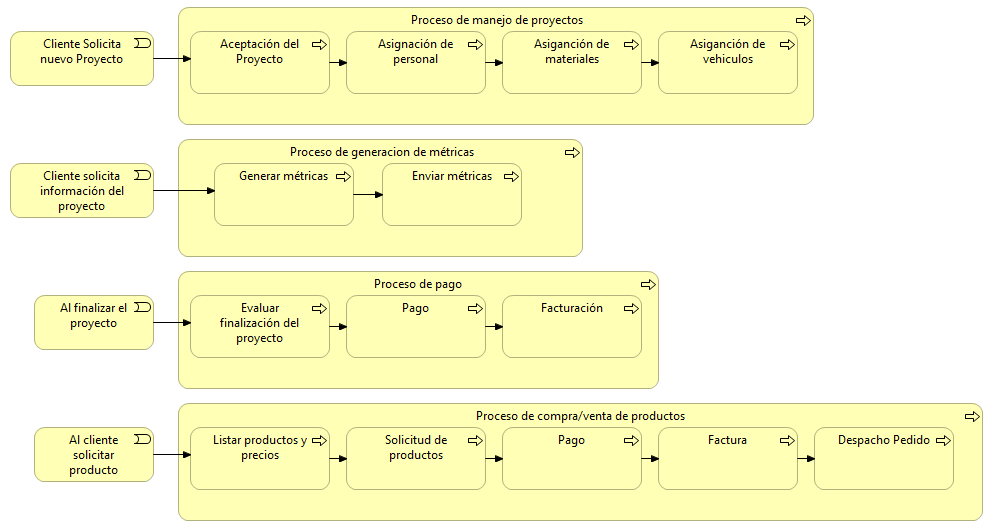 Proceso de manejo de proyectos
Cliente Solicita
nuevo Proyecto
Aceptación del
Proyecto
Asignación de
personal
Asigancíón de
materiales
Asigancíón de
vehiculos
Proceso de generacion de métricas
Cliente solicita
información del
proyecto
Generar métricas
Enviar métricas
Proceso de pago
Al finalizar el
proyecto
Evaluar
finalización del
proyecto
Pago
Facturación
Proceso de compra/venta de productos
Al cliente
solicitar
producto
Listar productos y
precios
Solicitud de
productos
Pago
Factura
Despacho Pedido